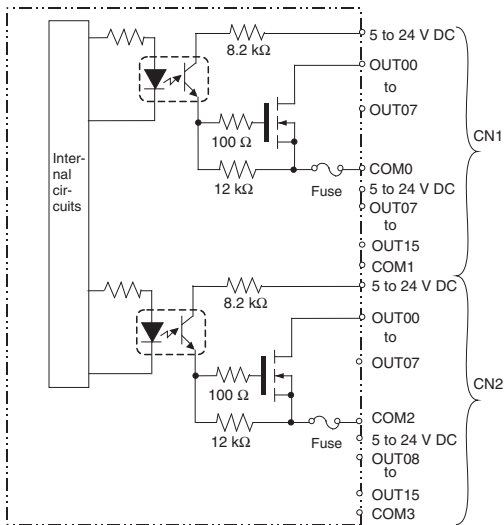 5 to 24 V DC
8.2 kΩ
OUT00
to
OUT07
100 Ω
CN1
Inter-
nal
cir-
cuits
12 kΩ
Fuse
COM0
5 to 24 V DC
OUT07
to
OUT15
COM1
5 to 24 V DC
8.2 kΩ
OUT00
to
OUT07
100 Ω
CN2
12 kΩ
Fuse
COM2
5 to 24 V DC
OUT08
to
OUT15
COM3